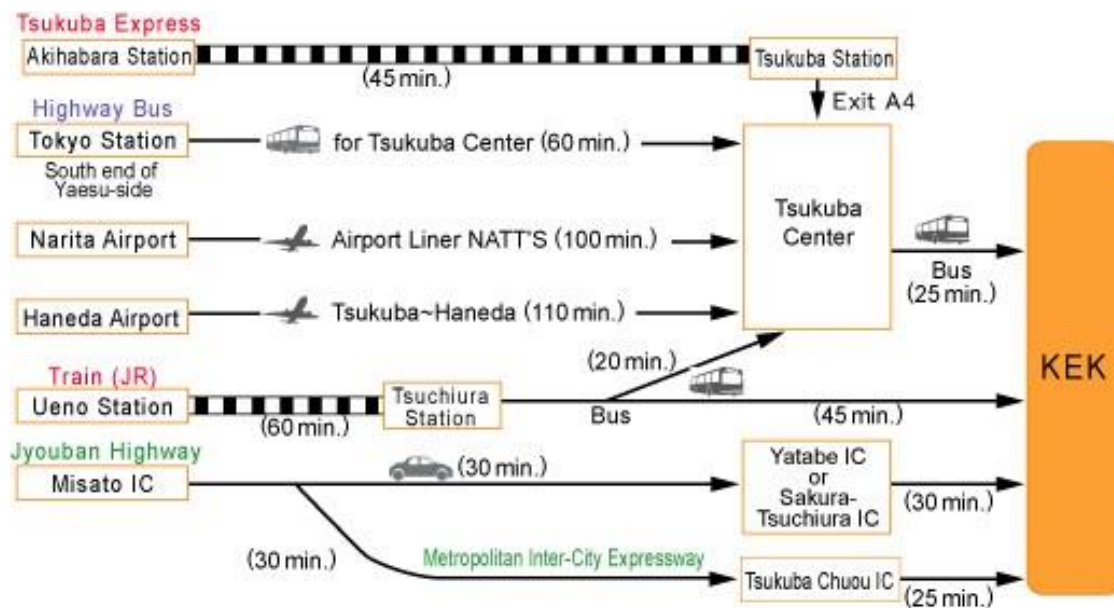 Tsukuba Express
Akihabara Station
(45 min.)
Tsukuba Station
Exit A4
Highway Bus
Tokyo Station
South end of
Yaesu-side
for Tsukuba Center (60 min.)
Narita Airport
Airport Liner NATT'S (100 min.)
Haneda Airport
Tsukuba~Haneda (110 min.)
Tsukuba
Center
Bus
(25 min.)
KEK
Train (JR)
Ueno Station
(60 min.)
Tsuchiura
Station
Bus
(20 min.)
(45 min.)
Jyouban Highway
Misato IC
(30 min.)
Yatabe IC
or
Sakura-
Tsuchiura IC
(30 min.)
(30 min.)
Metropolitan Inter-City Expressway
Tsukuba Chuou IC
(25 min.)